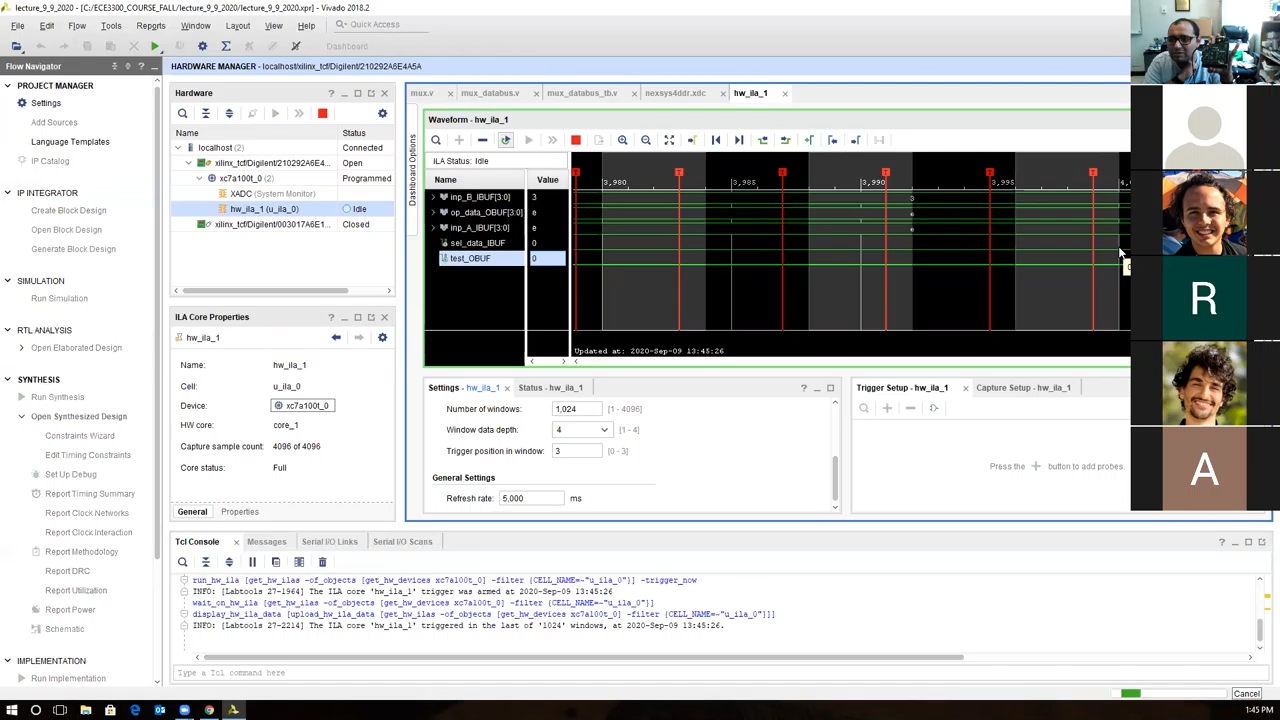 lecture_9_9_2020 - [C:/ECE3300_COURSE_FALL/lecture_9_9_2020/lecture_9_9_2020.xpr] - Vivado 2018.2
File Edit Flow Tools Reports Window Layout View Help Quick Access
Dashboard
Flow Navigator
HARDWARE MANAGER - localhost/xilinx_tcf/Digilent/210292A6E4A5A
PROJECT MANAGER
Settings
Add Sources
Language Templates
IP Catalog
IP INTEGRATOR
Create Block Design
Open Block Design
Generate Block Design
SIMULATION
Run Simulation
RTL ANALYSIS
Open Elaborated Design
SYNTHESIS
Run Synthesis
Open Synthesized Design
Constraints Wizard
Edit Timing Constraints
Set Up Debug
Report Timing Summary
Report Clock Networks
Report Clock Interaction
Report Methodology
Report DRC
Report Utilization
Report Power
Schematic
IMPLEMENTATION
Run Implementation
Hardware
Name Status
localhost (2) Connected
xilinx_tcf/Digilent/210292A6E4... Open
xc7a100t_0 (2) Programmed
XADC (System Monitor)
hw_ila_1 (u_ila_0) Idle
xilinx_tcf/Digilent/003017A6E1... Closed
ILA Core Properties
hw_ila_1
Name: hw_ila_1
Cell: u_ila_0
Device: xc7a100t_0
HW core: core_1
Capture sample count: 4096 of 4096
Core status: Full
General Properties
mux.v mux_databus.v mux_databus_tb.v nexsys4ddr.xdc hw_ila_1
Dashboard Options
Waveform - hw_ila_1
ILA Status: Idle
Name Value
3,980 3,985 3,990 3,995
inp_B_IBUF[3:0] 3 3
op_data_OBUF[3:0] e e
inp_A_IBUF[3:0] e e
sel_data_IBUF 0
test_OBUF 0
Updated at: 2020-Sep-09 13:45:26
Settings - hw_ila_1 Status - hw_ila_1
Number of windows: 1,024 [1 - 4096]
Window data depth: 4 [1 - 4]
Trigger position in window: 3 [0 - 3]
General Settings
Refresh rate: 5,000 ms
Trigger Setup - hw_ila_1 Capture Setup - hw_ila_1
Press the + button to add probes.
Tcl Console Messages Serial I/O Links Serial I/O Scans
run_hw_ila [get_hw_ilas -of_objects [get_hw_devices xc7a100t_0] -filter {CELL_NAME=~"u_ila_0"}] -trigger_now
INFO: [Labtools 27-1964] The ILA core 'hw_ila_1' trigger was armed at 2020-Sep-09 13:45:26
wait_on_hw_ila [get_hw_ilas -of_objects [get_hw_devices xc7a100t_0] -filter {CELL_NAME=~"u_ila_0"}]
display_hw_ila_data [upload_hw_ila_data [get_hw_ilas -of_objects [get_hw_devices xc7a100t_0] -filter {CELL_NAME=~"u_ila_0"}]]
INFO: [Labtools 27-2214] The ILA core 'hw_ila_1' triggered in the last of '1024' windows, at 2020-Sep-09 13:45:26.
Type a Tcl command here
Cancel
R
A
1:45 PM